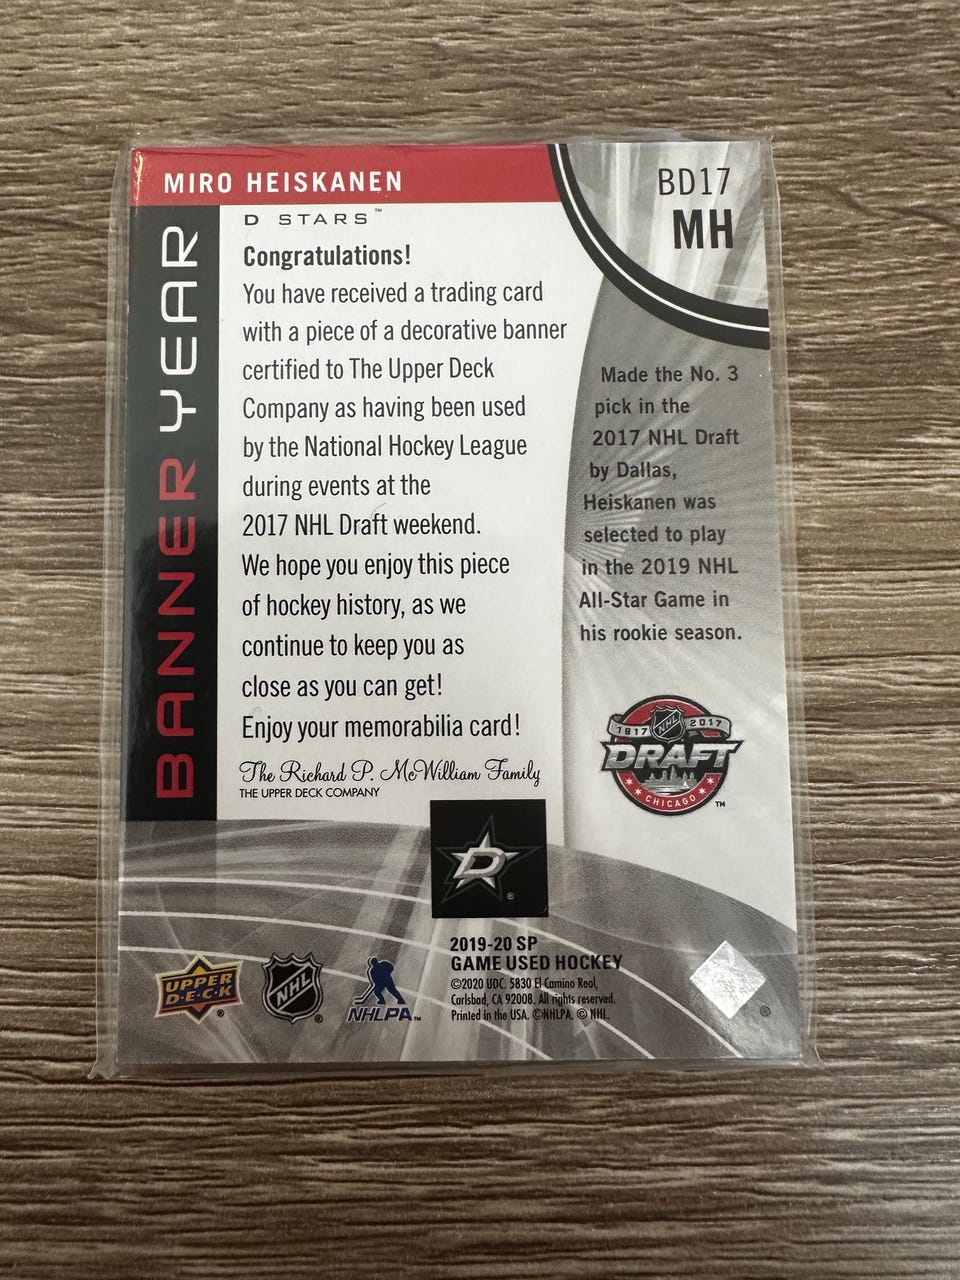 MIRO HEISKANEN
D STARS™
BD17
MH
BANNER YEAR
Congratulations!
You have received a trading card
with a piece of a decorative banner
certified to The Upper Deck
Company as having been used
by the National Hockey League
during events at the
2017 NHL Draft weekend.
We hope you enjoy this piece
of hockey history, as we
continue to keep you as
close as you can get!
Enjoy your memorabilia card!
The Richard P. McWilliam Family
THE UPPER DECK COMPANY
Made the No. 3
pick in the
2017 NHL Draft
by Dallas,
Heiskanen was
selected to play
in the 2019 NHL
All-Star Game in
his rookie season.
1917 NHL 2017
DRAFT
CHICAGO
™
D
®
UPPER
D·E·C·K
®
NHL
®
NHLPA™
2019-20 SP
GAME USED HOCKEY
©2020 UDC. 5830 El Camino Real,
Carlsbad, CA 92008. All rights reserved.
Printed in the USA. ©NHLPA. © NHL.
®